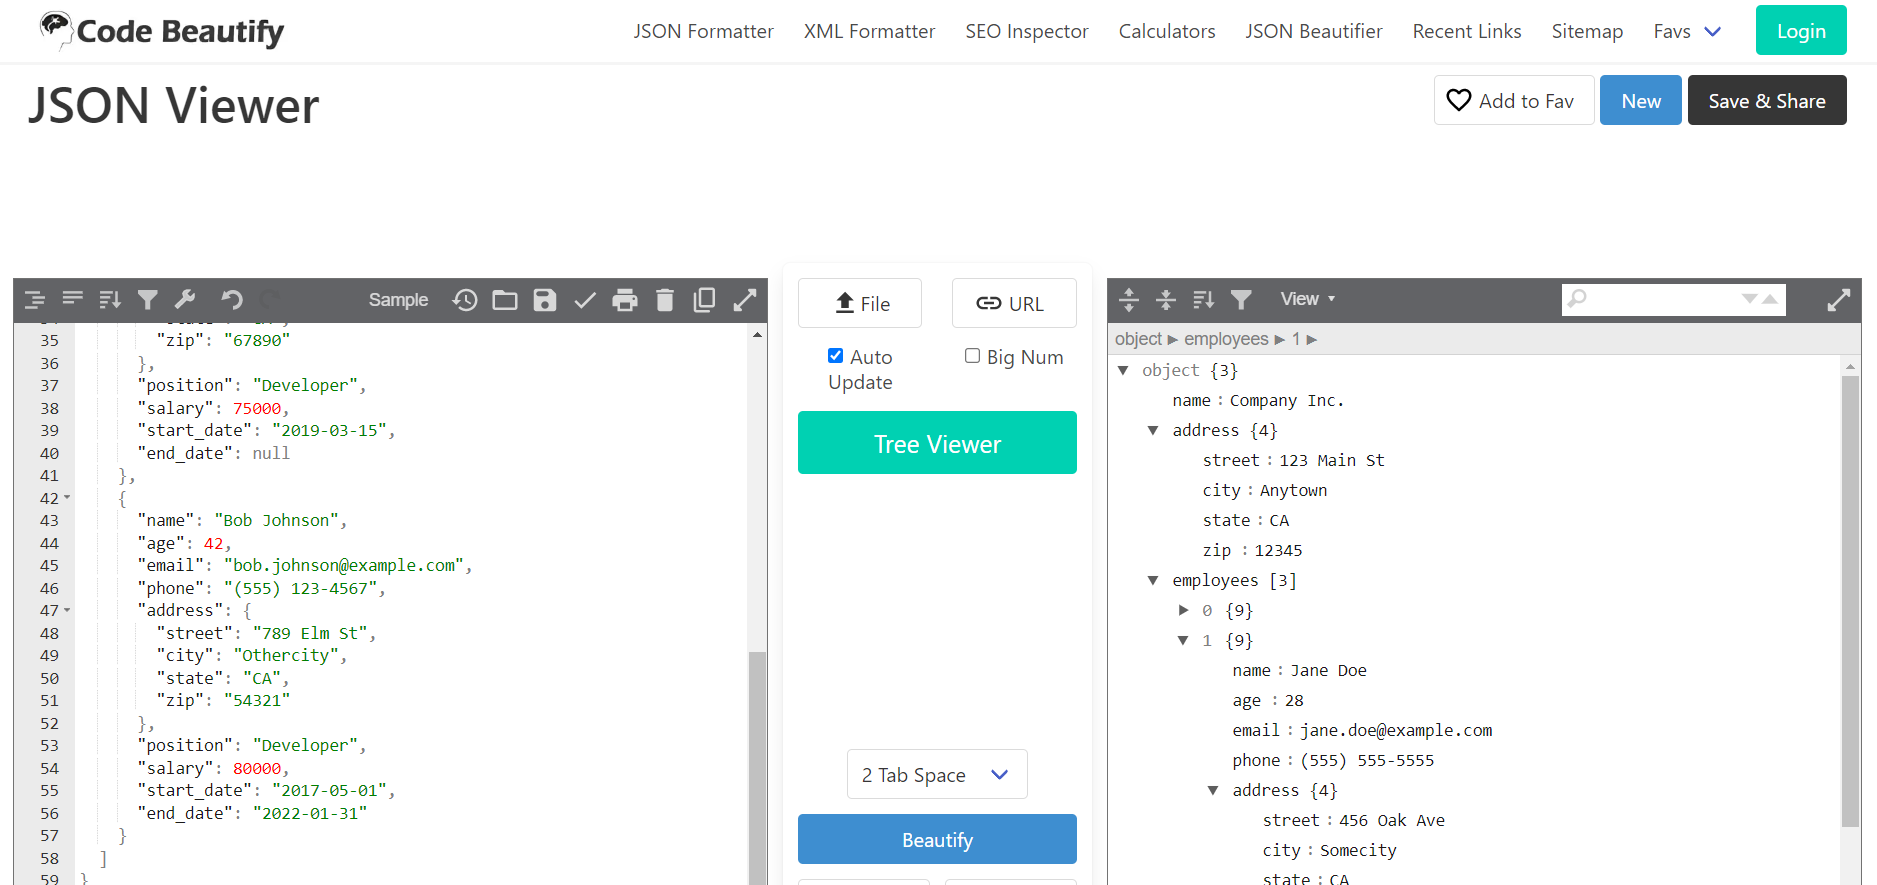 Code Beautify
JSON Formatter XML Formatter SEO Inspector Calculators JSON Beautifier Recent Links Sitemap Favs Login
JSON Viewer
Add to Fav New Save & Share
Sample
35 "zip": "67890"
36 },
37 "position": "Developer",
38 "salary": 75000,
39 "start_date": "2019-03-15",
40 "end_date": null
41 },
42 {
43 "name": "Bob Johnson",
44 "age": 42,
45 "email": "bob.johnson@example.com",
46 "phone": "(555) 123-4567",
47 "address": {
48 "street": "789 Elm St",
49 "city": "Othercity",
50 "state": "CA",
51 "zip": "54321"
52 },
53 "position": "Developer",
54 "salary": 80000,
55 "start_date": "2017-05-01",
56 "end_date": "2022-01-31"
57 }
58 ]
59 }
File URL
Auto Update
Big Num
Tree Viewer
2 Tab Space
Beautify
View
object ▶ employees ▶ 1 ▶
▼ object {3}
name : Company Inc.
▼ address {4}
street : 123 Main St
city : Anytown
state : CA
zip : 12345
▼ employees [3]
▶ 0 {9}
▼ 1 {9}
name : Jane Doe
age : 28
email : jane.doe@example.com
phone : (555) 555-5555
▼ address {4}
street : 456 Oak Ave
city : Somecity
state : CA